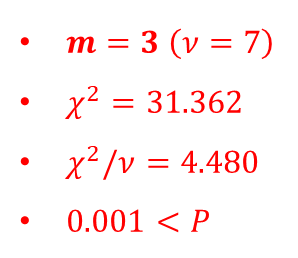 • m = 3 (ν = 7)
• χ² = 31.362
• χ²/ν = 4.480
• 0.001 < P